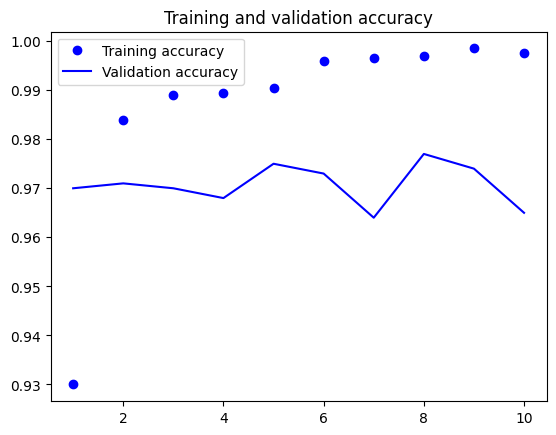 Training and validation accuracy
Training accuracy
Validation accuracy
1.00
0.99
0.98
0.97
0.96
0.95
0.94
0.93
2 4 6 8 10